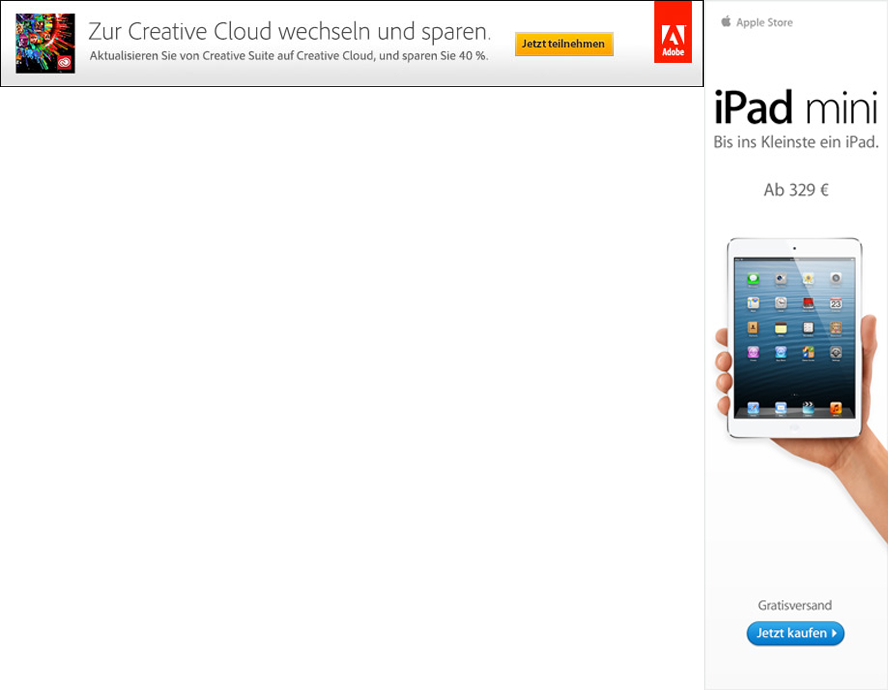 Zur Creative Cloud wechseln und sparen.
Aktualisieren Sie von Creative Suite auf Creative Cloud, und sparen Sie 40 %.
Jetzt teilnehmen
Adobe
Apple Store
iPad mini
Bis ins Kleinste ein iPad.
Ab 329 €
23
Gratisversand
Jetzt kaufen